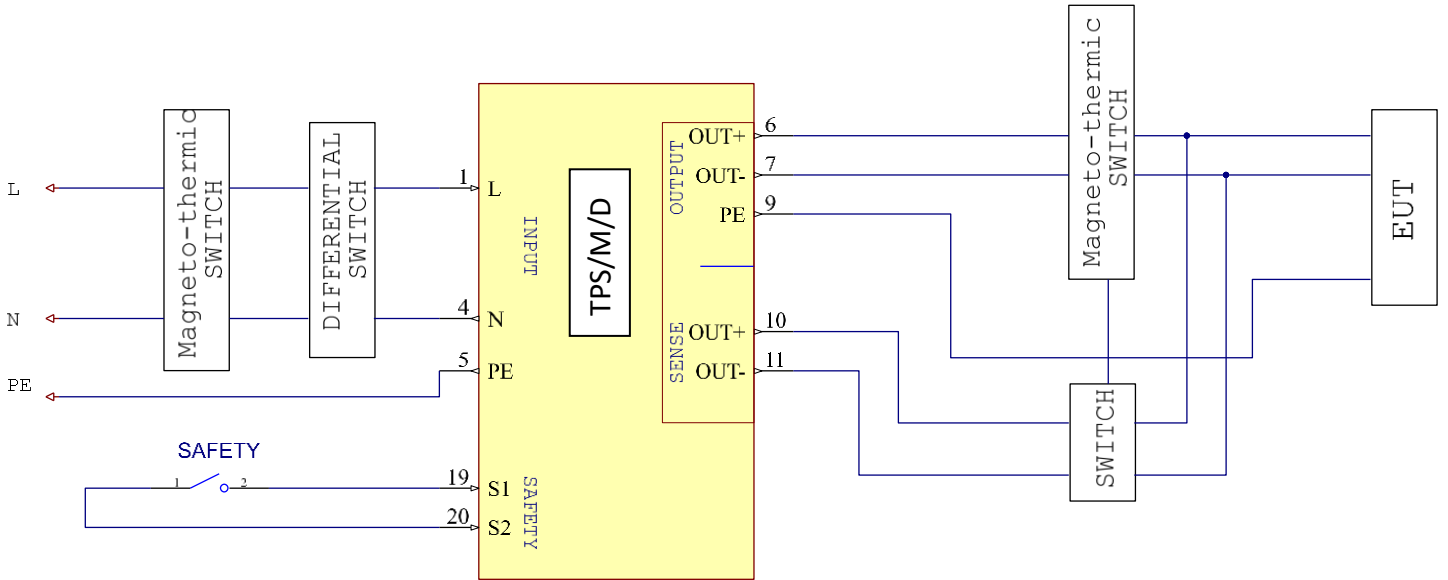 L
N
PE
Magneto-thermic
SWITCH
DIFFERENTIAL
SWITCH
SAFETY
1
2
1
L
4
N
5
PE
19
S1
20
S2
INPUT
SAFETY
TPS/M/D
OUTPUT
SENSE
OUT+
6
OUT-
7
PE
9
OUT+
10
OUT-
11
Magneto-thermic
SWITCH
SWITCH
EUT